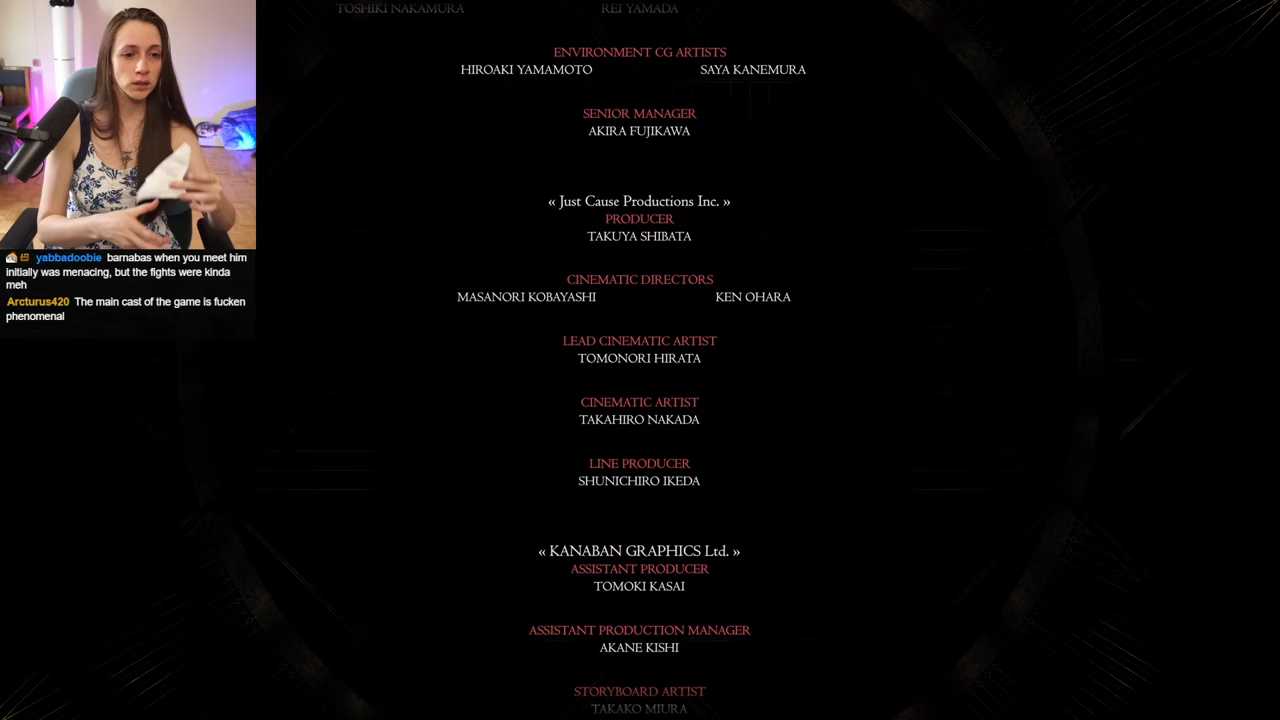 TOSHIKI NAKAMURA REI YAMADA
ENVIRONMENT CG ARTISTS
HIROAKI YAMAMOTO SAYA KANEMURA
SENIOR MANAGER
AKIRA FUJIKAWA
« Just Cause Productions Inc. »
PRODUCER
TAKUYA SHIBATA
CINEMATIC DIRECTORS
MASANORI KOBAYASHI KEN OHARA
LEAD CINEMATIC ARTIST
TOMONORI HIRATA
CINEMATIC ARTIST
TAKAHIRO NAKADA
LINE PRODUCER
SHUNICHIRO IKEDA
« KANABAN GRAPHICS Ltd. »
ASSISTANT PRODUCER
TOMOKI KASAI
ASSISTANT PRODUCTION MANAGER
AKANE KISHI
STORYBOARD ARTIST
TAKAKO MIURA
yabbadoobie barnabas when you meet him
initially was menacing, but the fights were kinda
meh
Arcturus420 The main cast of the game is fucken
phenomenal